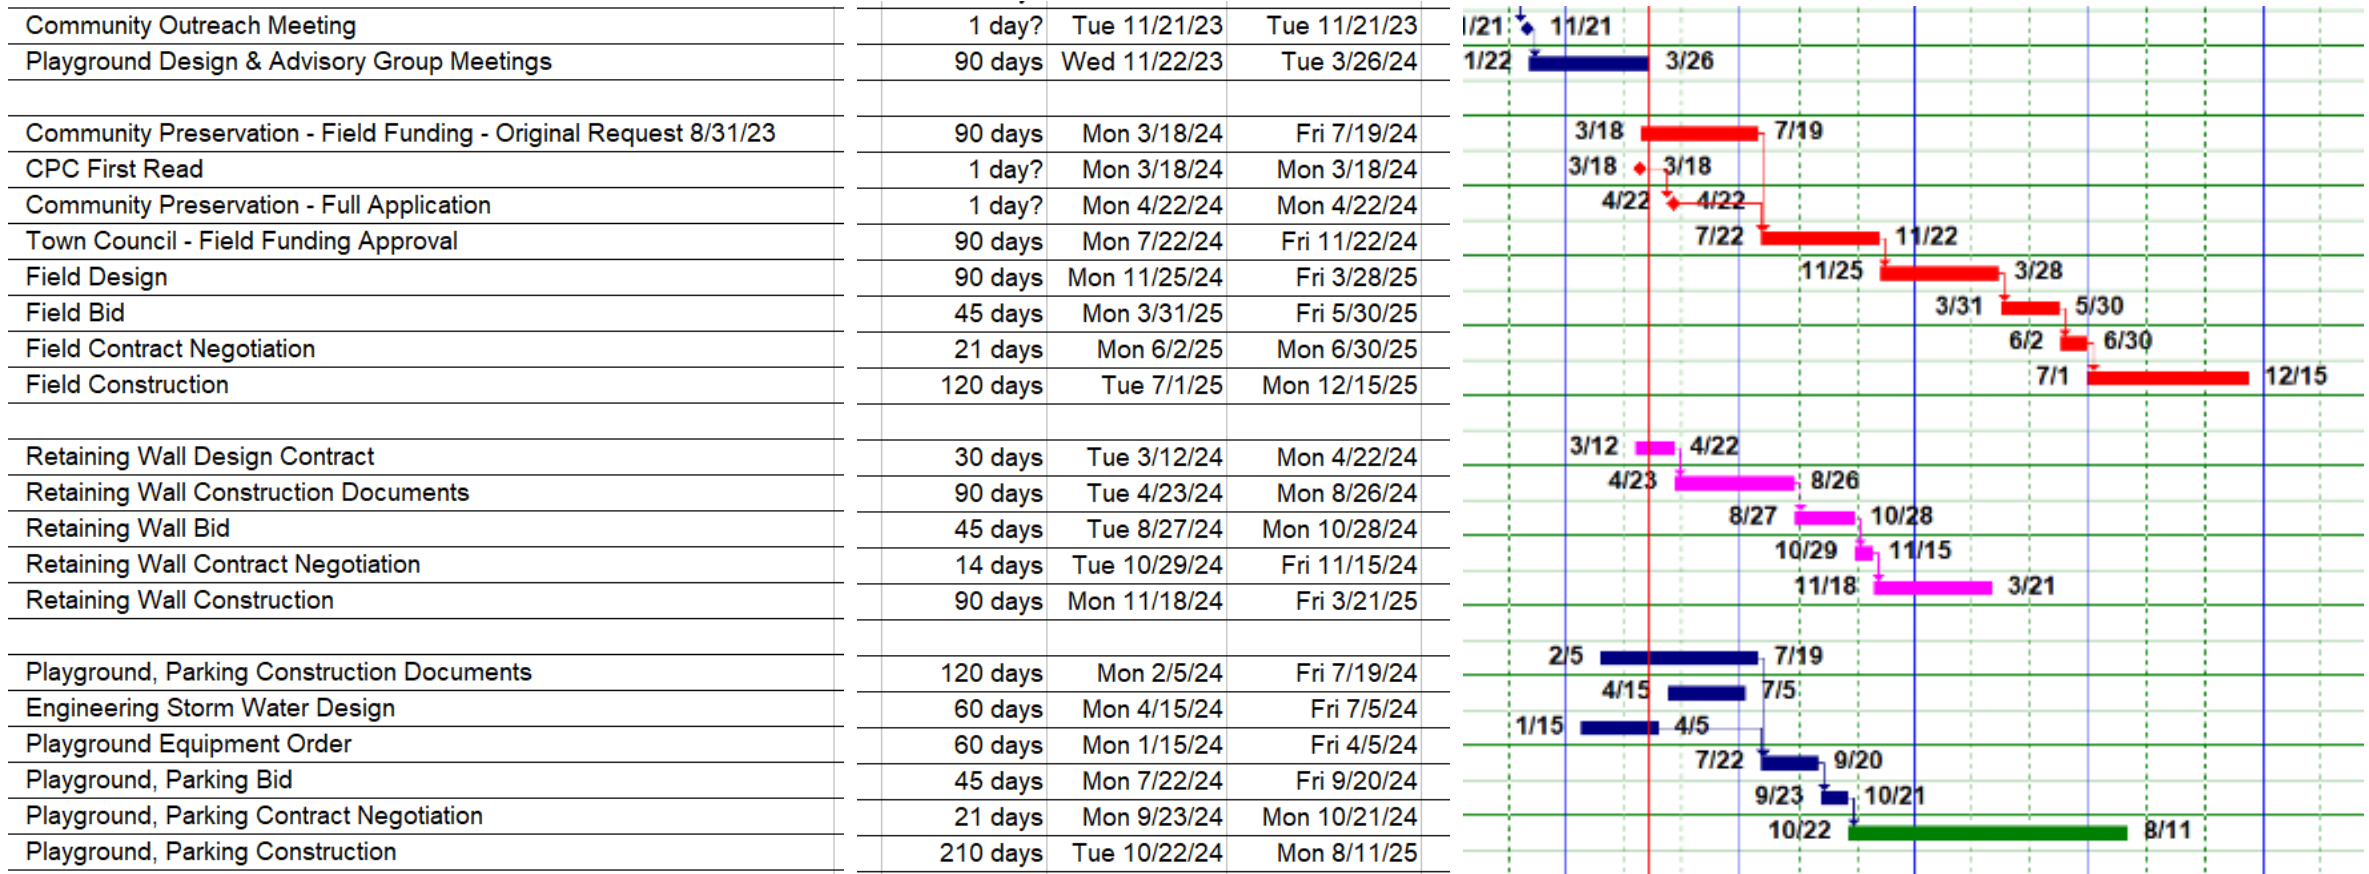 Community Outreach Meeting 1 day? Tue 11/21/23 Tue 11/21/23 /21 11/21
Playground Design & Advisory Group Meetings 90 days Wed 11/22/23 Tue 3/26/24 1/22 3/26
Community Preservation - Field Funding - Original Request 8/31/23 90 days Mon 3/18/24 Fri 7/19/24 3/18 7/19
CPC First Read 1 day? Mon 3/18/24 Mon 3/18/24 3/18 3/18
Community Preservation - Full Application 1 day? Mon 4/22/24 Mon 4/22/24 4/22 4/22
Town Council - Field Funding Approval 90 days Mon 7/22/24 Fri 11/22/24 7/22 11/22
Field Design 90 days Mon 11/25/24 Fri 3/28/25 11/25 3/28
Field Bid 45 days Mon 3/31/25 Fri 5/30/25 3/31 5/30
Field Contract Negotiation 21 days Mon 6/2/25 Mon 6/30/25 6/2 6/30
Field Construction 120 days Tue 7/1/25 Mon 12/15/25 7/1 12/15
Retaining Wall Design Contract 30 days Tue 3/12/24 Mon 4/22/24 3/12 4/22
Retaining Wall Construction Documents 90 days Tue 4/23/24 Mon 8/26/24 4/23 8/26
Retaining Wall Bid 45 days Tue 8/27/24 Mon 10/28/24 8/27 10/28
Retaining Wall Contract Negotiation 14 days Tue 10/29/24 Fri 11/15/24 10/29 11/15
Retaining Wall Construction 90 days Mon 11/18/24 Fri 3/21/25 11/18 3/21
Playground, Parking Construction Documents 120 days Mon 2/5/24 Fri 7/19/24 2/5 7/19
Engineering Storm Water Design 60 days Mon 4/15/24 Fri 7/5/24 4/15 7/5
Playground Equipment Order 60 days Mon 1/15/24 Fri 4/5/24 1/15 4/5
Playground, Parking Bid 45 days Mon 7/22/24 Fri 9/20/24 7/22 9/20
Playground, Parking Contract Negotiation 21 days Mon 9/23/24 Mon 10/21/24 9/23 10/21
Playground, Parking Construction 210 days Tue 10/22/24 Mon 8/11/25 10/22 8/11